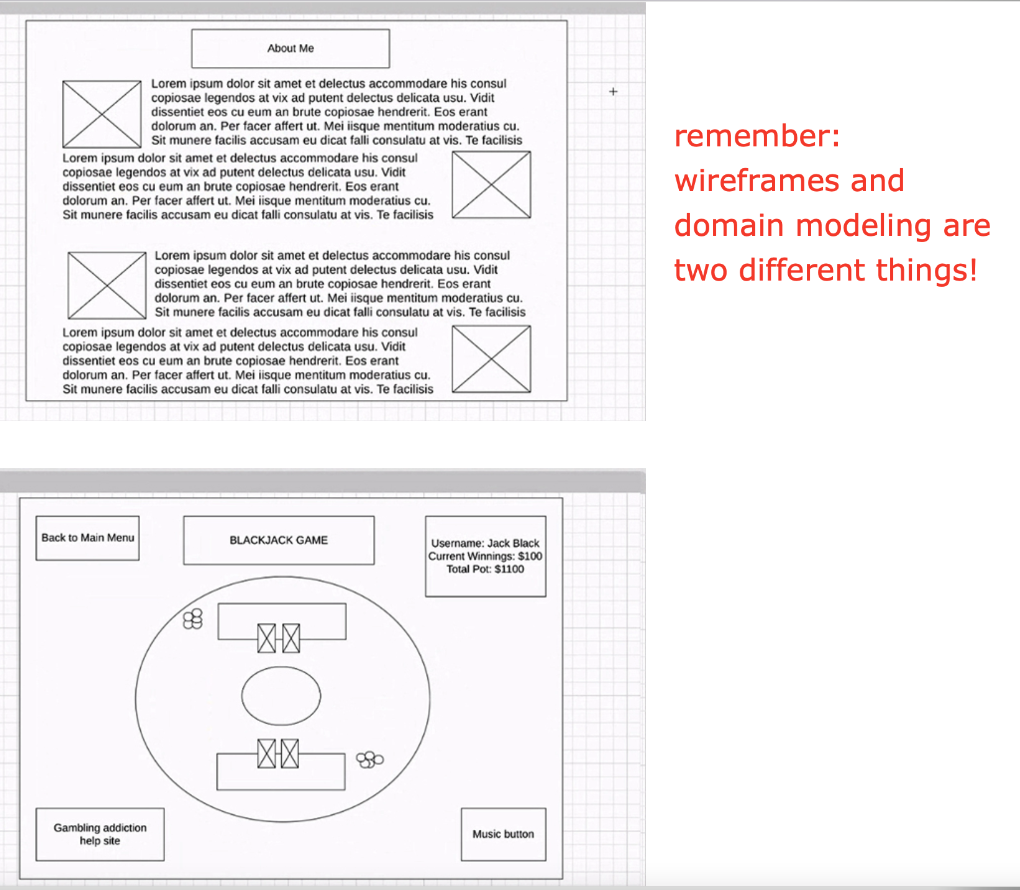 About Me
Lorem ipsum dolor sit amet et delectus accommodare his consul
copiosae legendos at vix ad putent delectus delicata usu. Vidit
dissentiet eos cu eum an brute copiosae hendrerit. Eos erant
dolorum an. Per facer affert ut. Mei iisque mentitum moderatius cu.
Sit munere facilis accusam eu dicat falli consulatu at vis. Te facilisis
Lorem ipsum dolor sit amet et delectus accommodare his consul
copiosae legendos at vix ad putent delectus delicata usu. Vidit
dissentiet eos cu eum an brute copiosae hendrerit. Eos erant
dolorum an. Per facer affert ut. Mei iisque mentitum moderatius cu.
Sit munere facilis accusam eu dicat falli consulatu at vis. Te facilisis
Lorem ipsum dolor sit amet et delectus accommodare his consul
copiosae legendos at vix ad putent delectus delicata usu. Vidit
dissentiet eos cu eum an brute copiosae hendrerit. Eos erant
dolorum an. Per facer affert ut. Mei iisque mentitum moderatius cu.
Sit munere facilis accusam eu dicat falli consulatu at vis. Te facilisis
Lorem ipsum dolor sit amet et delectus accommodare his consul
copiosae legendos at vix ad putent delectus delicata usu. Vidit
dissentiet eos cu eum an brute copiosae hendrerit. Eos erant
dolorum an. Per facer affert ut. Mei iisque mentitum moderatius cu.
Sit munere facilis accusam eu dicat falli consulatu at vis. Te facilisis
remember:
wireframes and
domain modeling are
two different things!
Back to Main Menu
BLACKJACK GAME
Username: Jack Black
Current Winnings: $100
Total Pot: $1100
Gambling addiction
help site
Music button